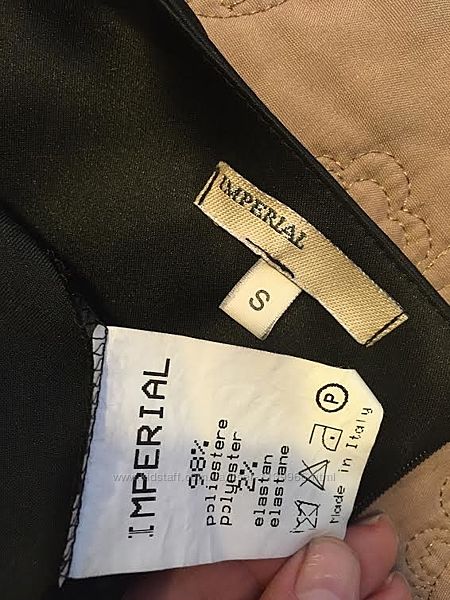 IMPERIAL
S
IMPERIAL
98%
poliestere
polyester
2%
elastan
elastane
P
Made in Italy